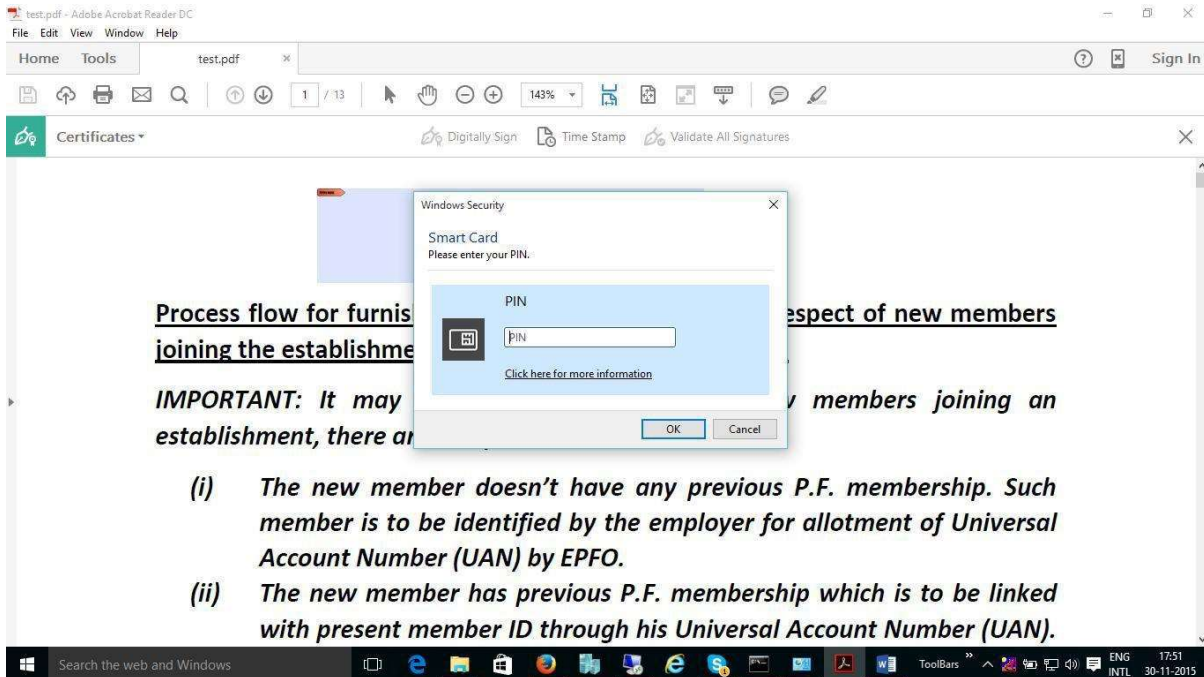 test.pdf - Adobe Acrobat Reader DC
File Edit View Window Help
Home Tools test.pdf Sign In
1 / 13 143%
Certificates Digitally Sign Time Stamp Validate All Signatures
Windows Security
Smart Card
Please enter your PIN.
PIN
PIN
Click here for more information
OK Cancel
Process flow for furnis espect of new members
joining the establishme
IMPORTANT: It may members joining an
establishment, there ar
(i) The new member doesn't have any previous P.F. membership. Such
member is to be identified by the employer for allotment of Universal
Account Number (UAN) by EPFO.
(ii) The new member has previous P.F. membership which is to be linked
with present member ID through his Universal Account Number (UAN).
Search the web and Windows ToolBars ENG 17:51
INTL 30-11-2015